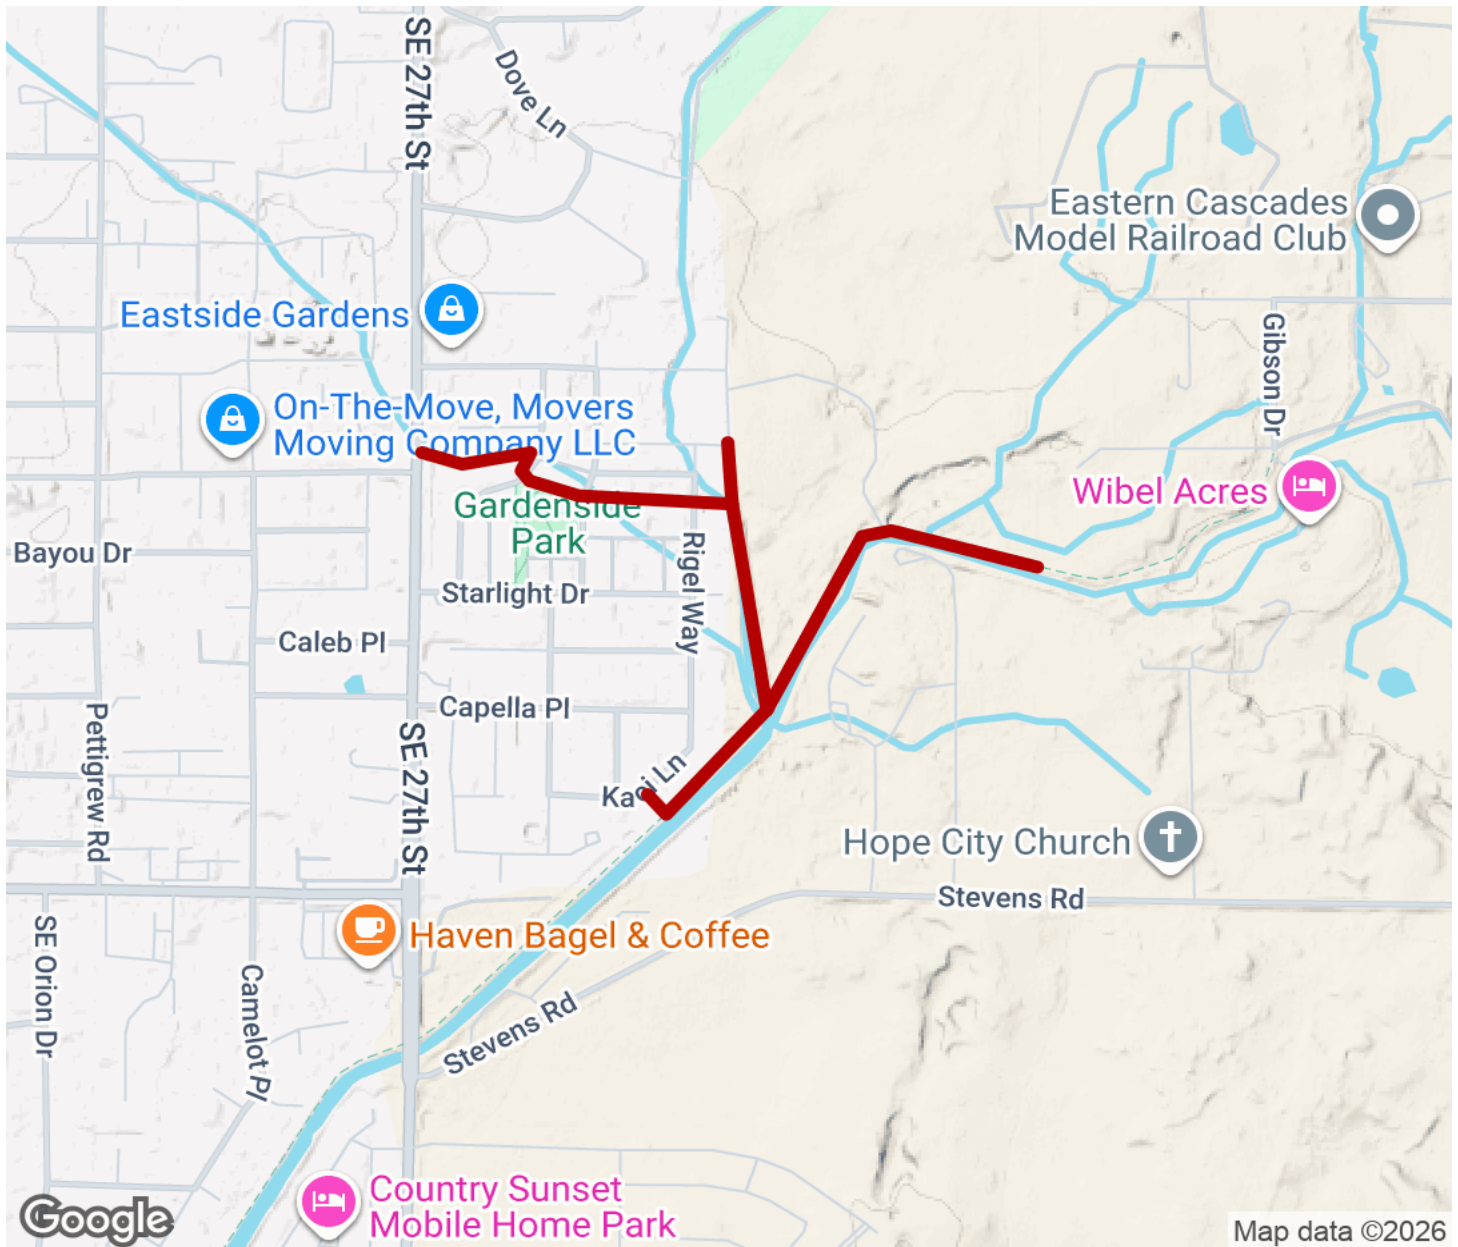 SE 27th St
Dove Ln
Eastern Cascades
Model Railroad Club
Eastside Gardens
Gibson Dr
On-The-Move, Movers
Moving Company LLC
Wibel Acres
Gardenside
Park
Bayou Dr
Rigel Way
Starlight Dr
Caleb Pl
Capella Pl
Pettigrew Rd
SE 27th St
Ln
Hope City Church
Stevens Rd
SE Orion Dr
Haven Bagel & Coffee
Camelot Pl
Stevens Rd
Country Sunset
Mobile Home Park
Google
Map data ©2026